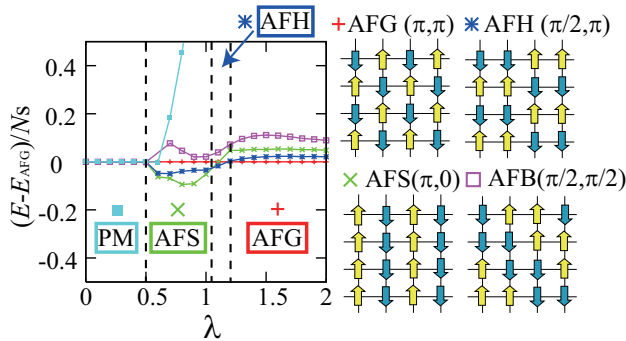 * AFH
0.4
0.2
0
-0.2
-0.4
(E-E_AFG)/Ns
PM
AFS
AFG
0 0.5 1 1.5 2
λ
+AFG (π,π)
* AFH (π/2,π)
× AFS(π,0)
AFB(π/2,π/2)